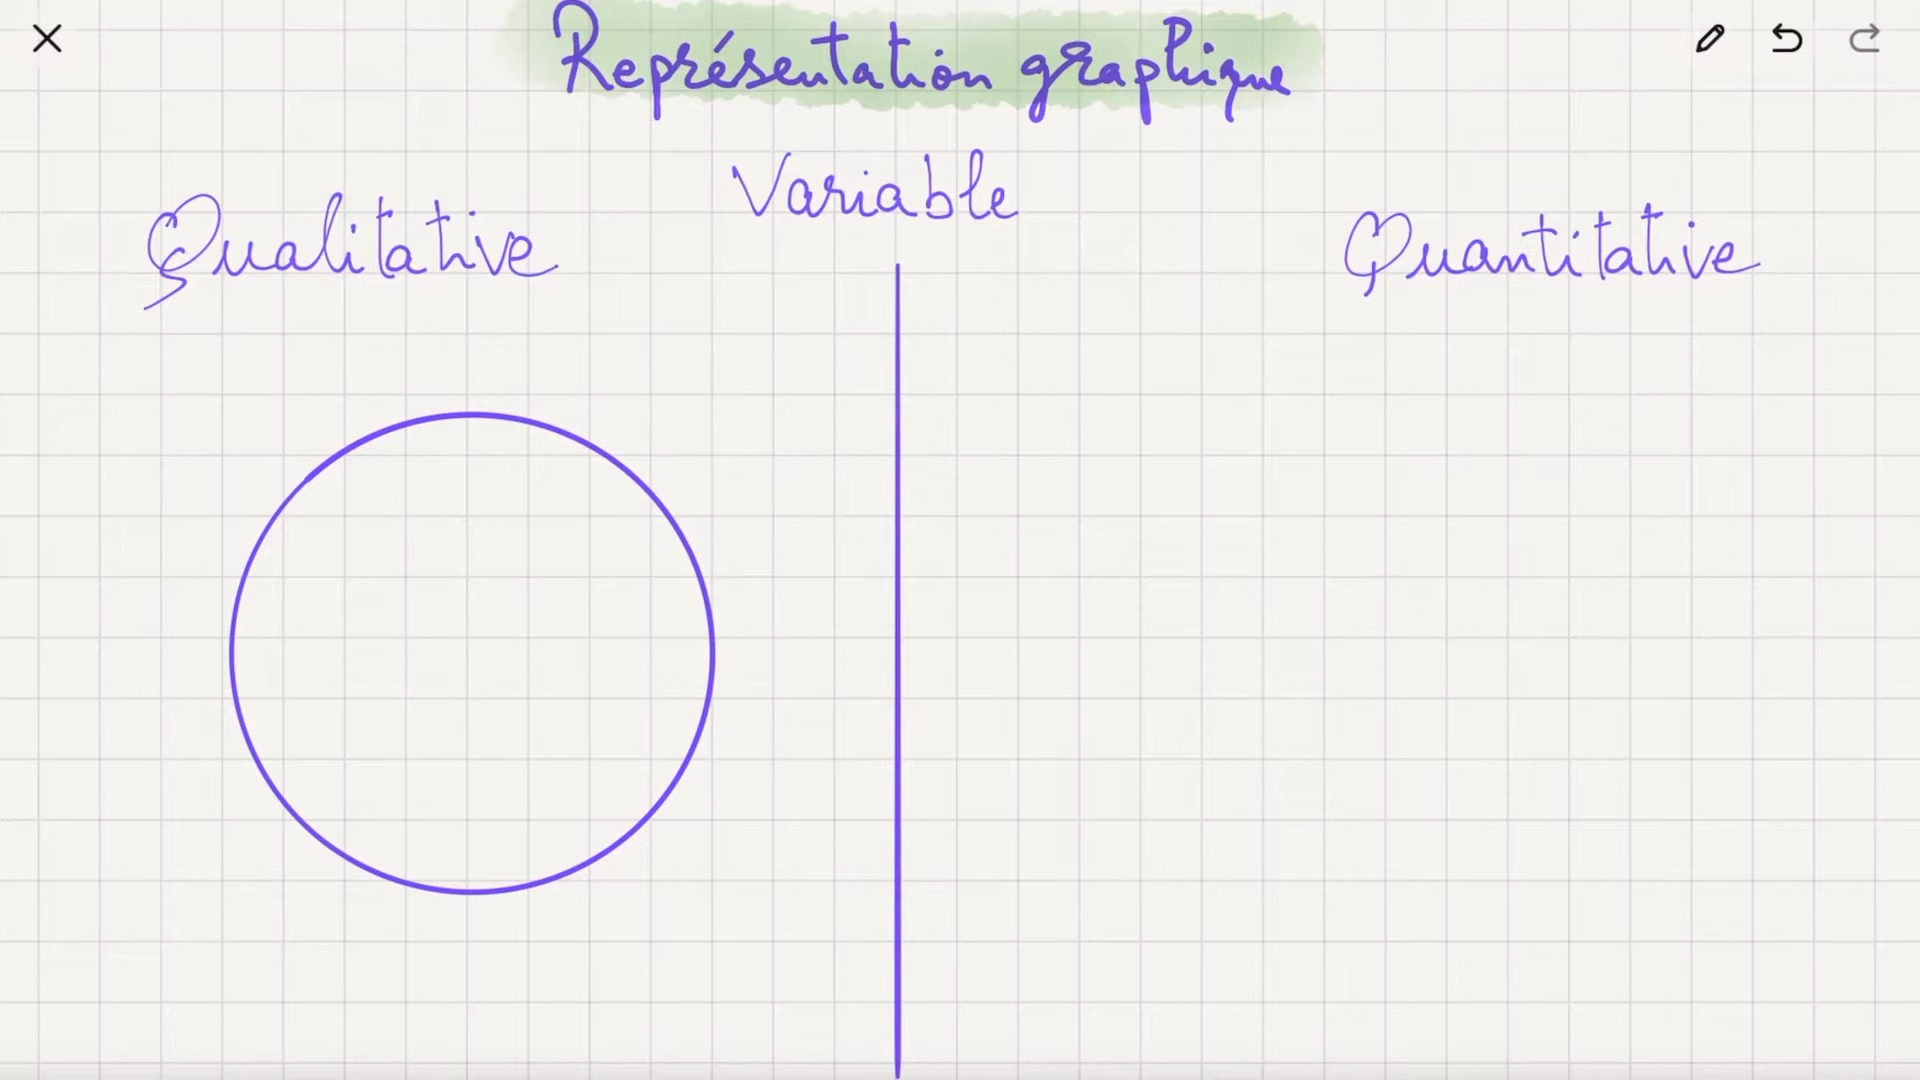 Représentation graphique
Variable
Qualitative
Quantitative